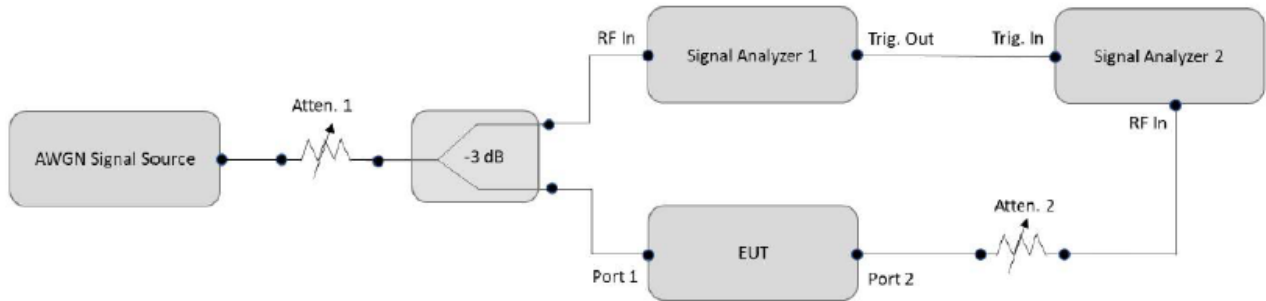 RF In
Signal Analyzer 1
Trig. Out
Trig. In
Signal Analyzer 2
RF In
AWGN Signal Source
Atten. 1
-3 dB
Port 1
EUT
Port 2
Atten. 2